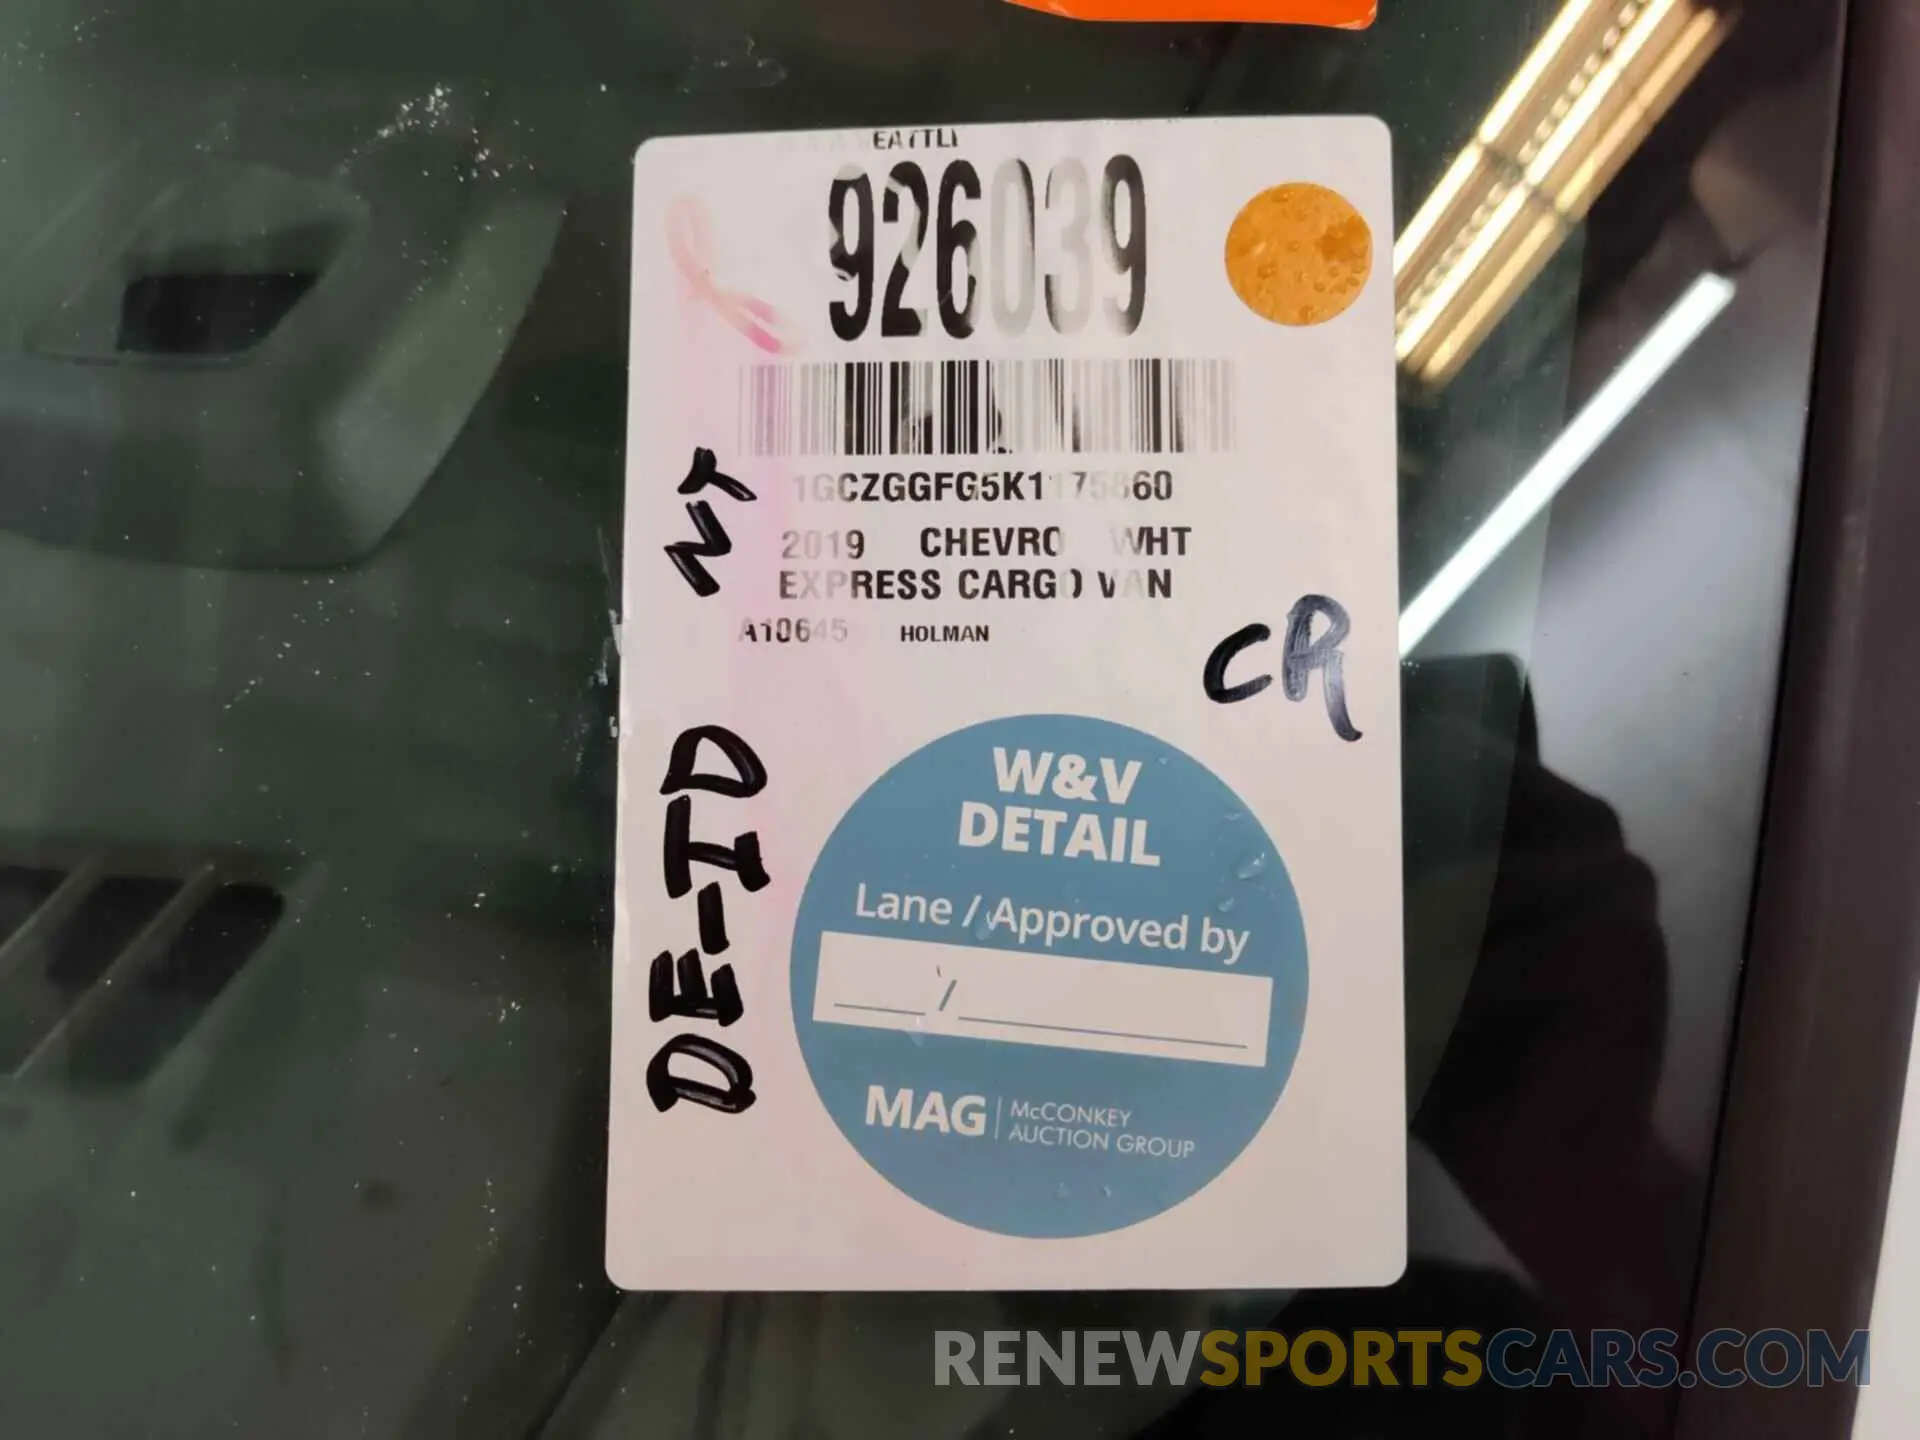 926039
1GCZGGFG5K1175860
2019 CHEVRO WHT
EXPRESS CARGO VAN
A10645 HOLMAN
CR
DE-ID
W&V
DETAIL
Lane / Approved by
/
MAG | McCONKEY
AUCTION GROUP
RENEWSPORTSCARS.COM